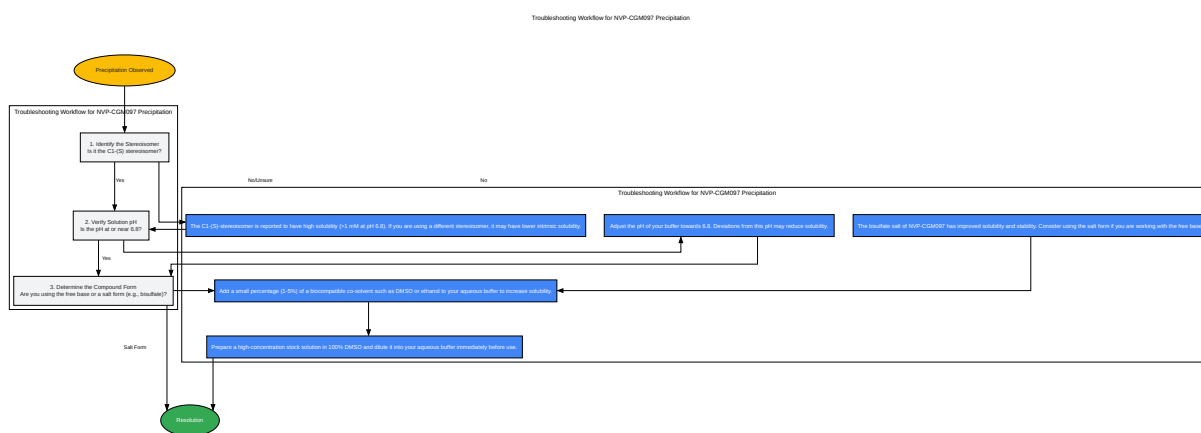 Troubleshooting Workflow for NVP-CGM097 Precipitation
Precipitation Observed
Troubleshooting Workflow for NVP-CGM097 Precipitation
1. Identify the Stereoisomer
Is it the C1-(S) stereoisomer?
Yes
No/Unsure
No
Troubleshooting Workflow for NVP-CGM097 Precipitation
2. Verify Solution pH
Is the pH at or near 6.8?
The C1-(S)-stereoisomer is reported to have high solubility (>1 mM at pH 6.8). If you are using a different stereoisomer, it may have lower intrinsic solubility.
Adjust the pH of your buffer towards 6.8. Deviations from this pH may reduce solubility.
The bisulfate salt of NVP-CGM097 has improved solubility and stability. Consider using the salt form if you are working with the free base
Yes
3. Determine the Compound Form
Are you using the free base or a salt form (e.g., bisulfate)?
Add a small percentage (1-5%) of a biocompatible co-solvent such as DMSO or ethanol to your aqueous buffer to increase solubility.
Salt Form
Prepare a high-concentration stock solution in 100% DMSO and dilute it into your aqueous buffer immediately before use.
Resolution